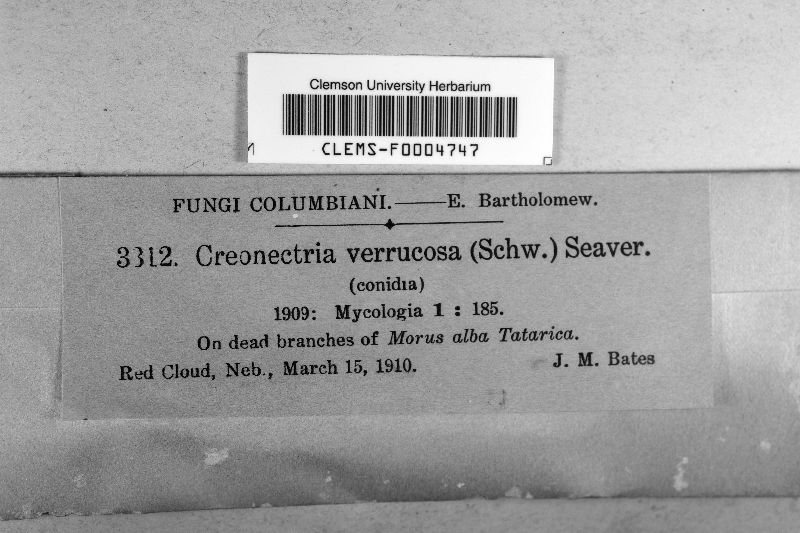 Clemson University Herbarium
CLEMS-F0004747
FUNGI COLUMBIANI.——E. Bartholomew.
3312. Creonectria verrucosa (Schw.) Seaver.
(conidia)
1909: Mycologia 1 : 185.
On dead branches of Morus alba Tatarica.
Red Cloud, Neb., March 15, 1910. J. M. Bates